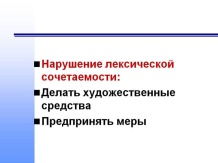 Нарушение лексической
сочетаемости:
Делать художественные
средства
Предпринять меры